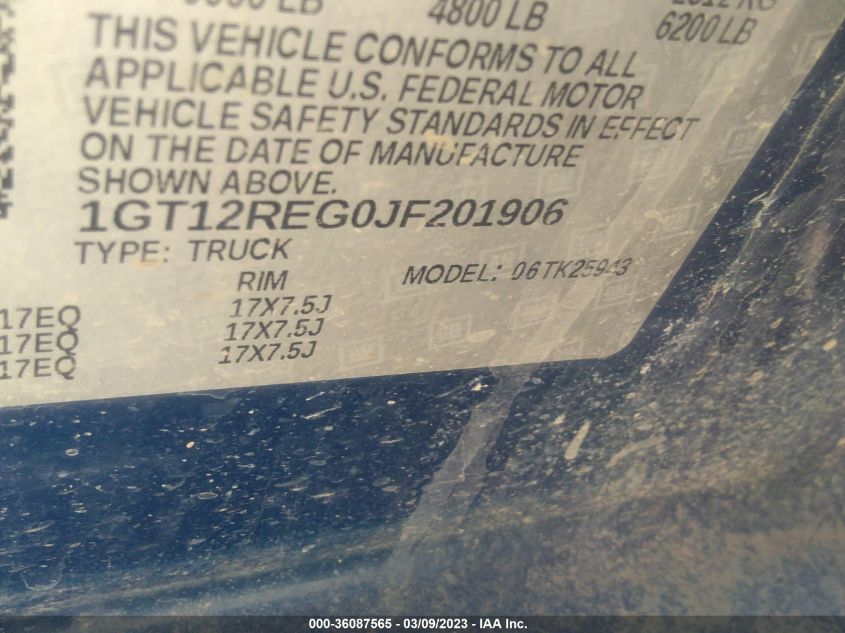 4800 LB
6200 LB
THIS VEHICLE CONFORMS TO ALL
APPLICABLE U.S. FEDERAL MOTOR
VEHICLE SAFETY STANDARDS IN EFFECT
ON THE DATE OF MANUFACTURE
SHOWN ABOVE.
1GT12REG0JF201906
TYPE: TRUCK
MODEL: 06TK25943
RIM
17EQ 17X7.5J
17EQ 17X7.5J
17EQ 17X7.5J
000-36087565 - 03/09/2023 - IAA Inc.